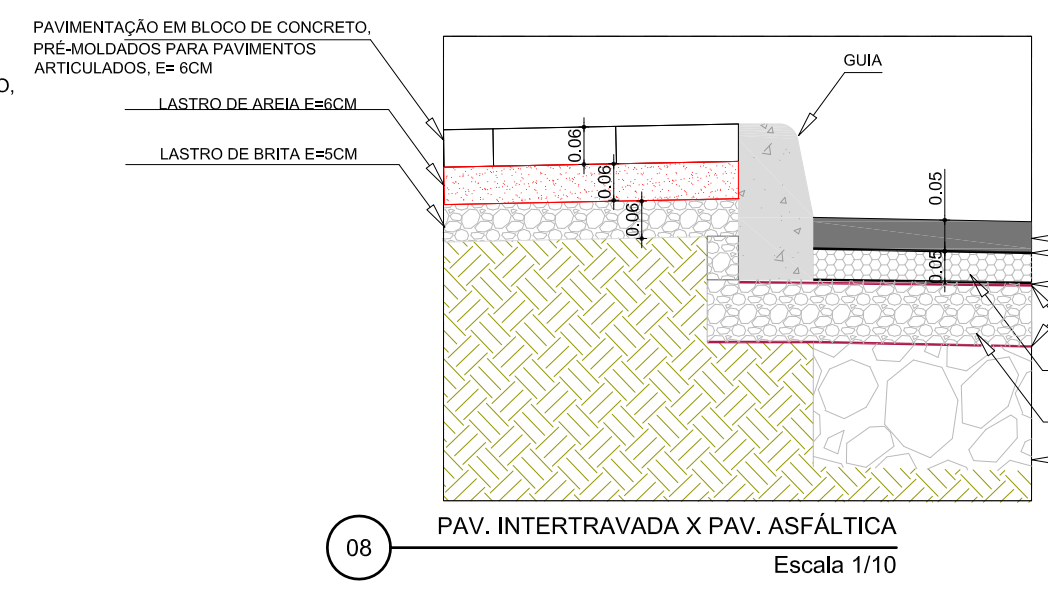 PAVIMENTAÇÃO EM BLOCO DE CONCRETO,
PRÉ-MOLDADOS PARA PAVIMENTOS
ARTICULADOS, E= 6CM
O,
LASTRO DE AREIA E=6CM
LASTRO DE BRITA E=5CM
GUIA
0.06
0.06
0.06
0.05
0.05
08
PAV. INTERTRAVADA X PAV. ASFÁLTICA
Escala 1/10